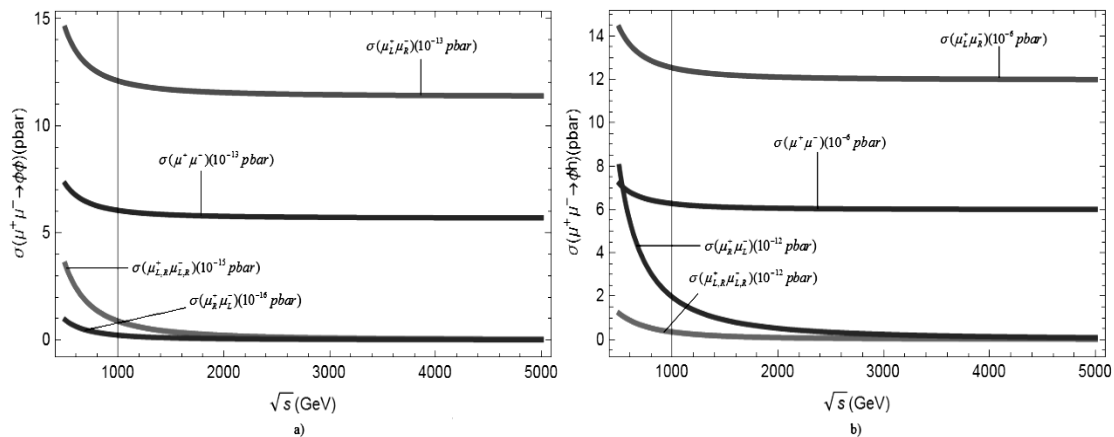 σ(μ⁺μ⁻→ϕϕ)(pbar)
15
10
5
0
σ(μ_L⁺μ_R⁻)(10⁻¹³ pbar)
σ(μ⁺μ⁻)(10⁻¹³ pbar)
σ(μ_{L,R}⁺μ_{L,R}⁻)(10⁻¹⁵ pbar)
σ(μ_R⁻μ_L⁻)(10⁻¹⁶ pbar)
1000 2000 3000 4000 5000
√s (GeV)
a)
σ(μ⁺μ⁻→ϕh)(pbar)
14
12
10
8
6
4
2
0
σ(μ_L⁺μ_R⁻)(10⁻⁶ pbar)
σ(μ⁺μ⁻)(10⁻⁶ pbar)
σ(μ_R⁺μ_L⁻)(10⁻¹² pbar)
σ(μ_{L,R}⁺μ_{L,R}⁻)(10⁻¹² pbar)
1000 2000 3000 4000 5000
√s (GeV)
b)